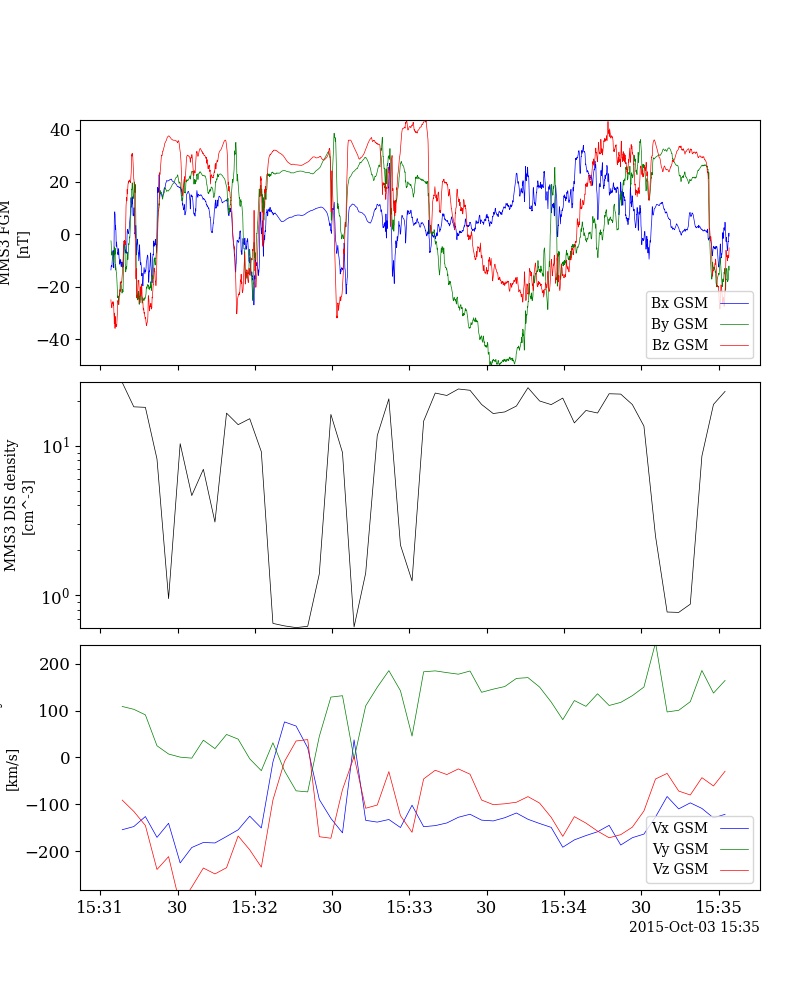 40
20
0
−20
−40
MMS3 FGM
[nT]
Bx GSM
By GSM
Bz GSM
10^1
10^0
MMS3 DIS density
[cm^-3]
200
100
0
−100
−200
[km/s]
Vx GSM
Vy GSM
Vz GSM
15:31 30 15:32 30 15:33 30 15:34 30 15:35
2015-Oct-03 15:35